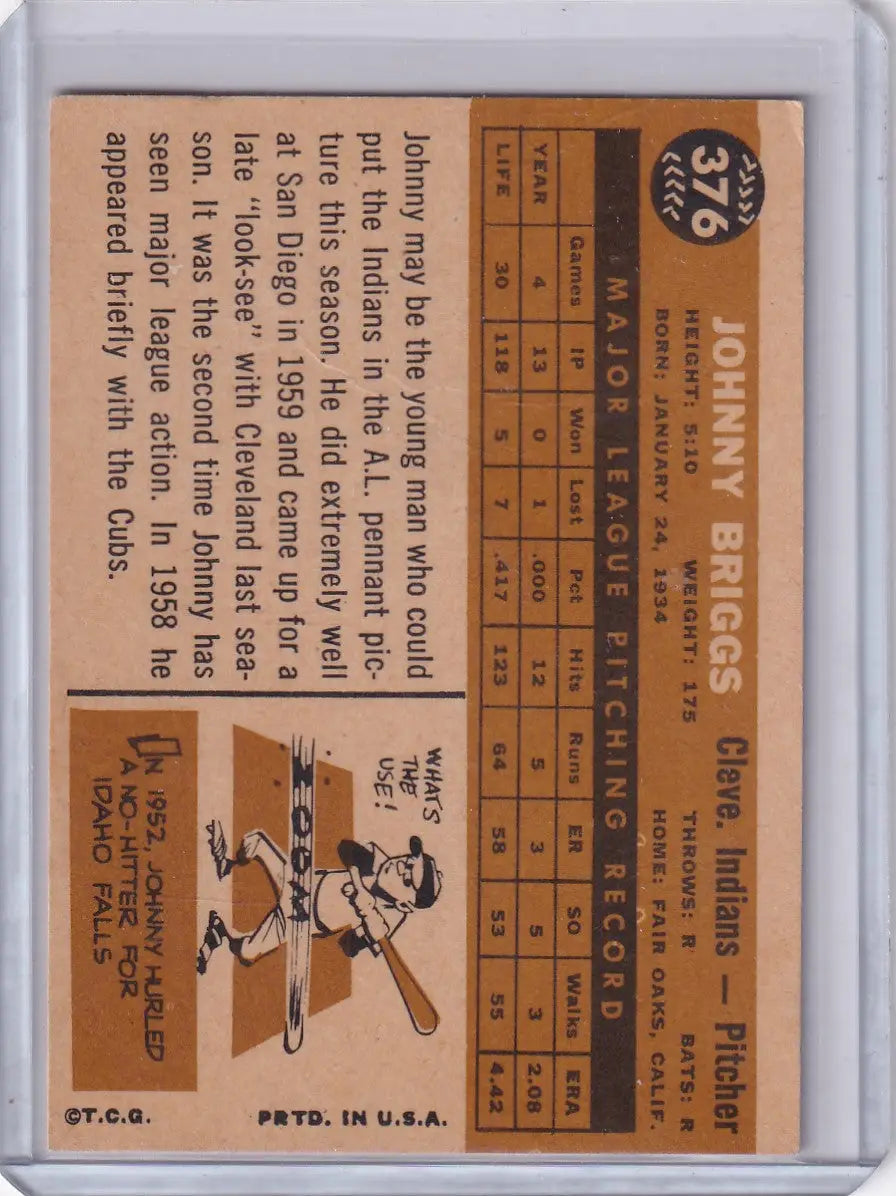 376
JOHNNY BRIGGS Clave. Indians — Pitcher
HEIGHT: 5:10 WEIGHT: 175 THROWS: R BATS: R
BORN: JANUARY 24, 1934 HOME: FAIR OAKS, CALIF.
MAJOR LEAGUE PITCHING RECORD
Games IP Won Lost Pct Hits Runs ER SO Walks ERA
YEAR 4 13 0 1 .000 12 5 3 5 3 2.08
LIFE 30 118 5 7 .417 123 64 58 53 55 4.42
Johnny may be the young man who could
put the Indians in the A.L. pennant pic-
ture this season. He did extremely well
at San Diego in 1959 and came up for a
late "look-see" with Cleveland last sea-
son. It was the second time Johnny has
seen major league action. In 1958 he
appeared briefly with the Cubs.
WHAT'S
THE
USE!
ZOOM
IN 1952, JOHNNY HURLED
A NO-HITTER FOR
IDAHO FALLS
©T.C.G. PRTD. IN U.S.A.